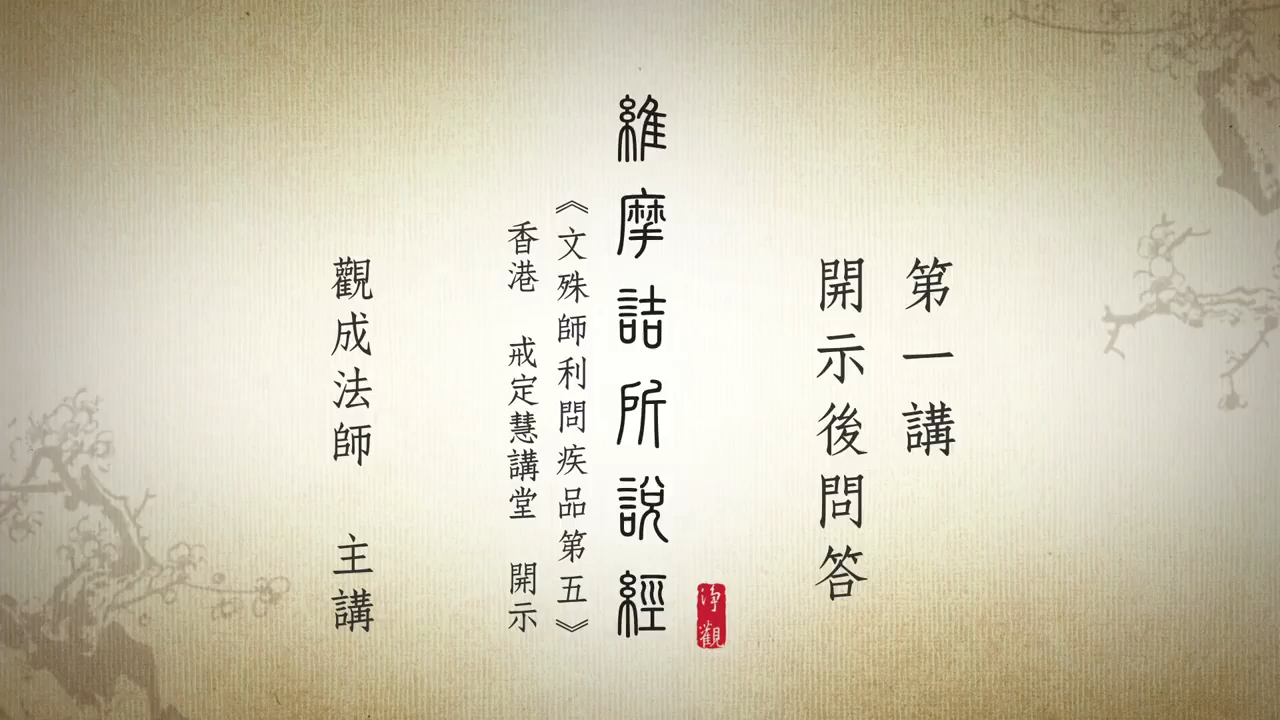 第一講
開示後問答
淨觀
維摩詰所說經
《文殊師利問疾品第五》
香港 戒定慧講堂 開示
觀成法師 主講